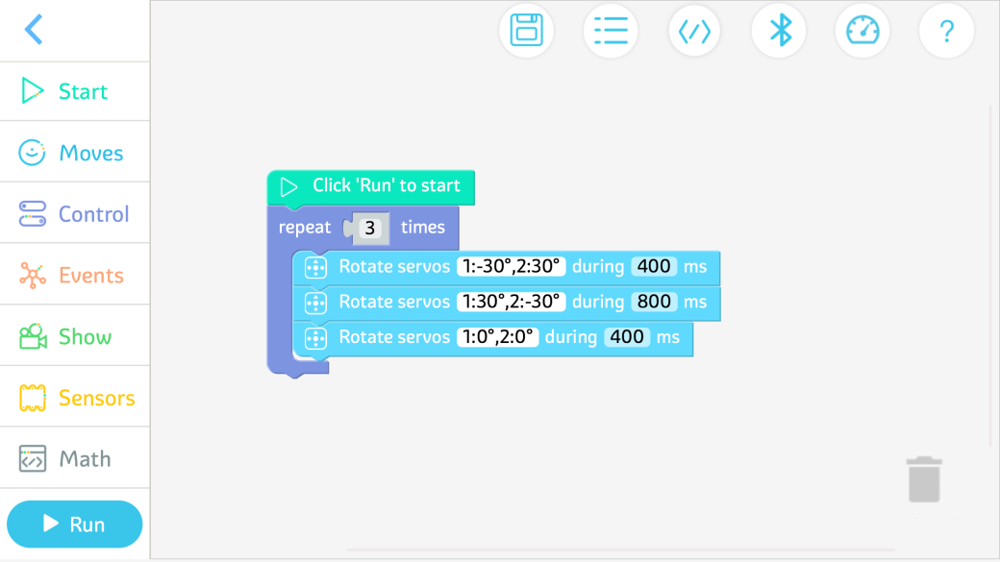 Start
Moves
Control
Events
Show
Sensors
Math
Run
?
Click 'Run' to start
repeat 3 times
Rotate servos 1:-30°,2:30° during 400 ms
Rotate servos 1:30°,2:-30° during 800 ms
Rotate servos 1:0°,2:0° during 400 ms